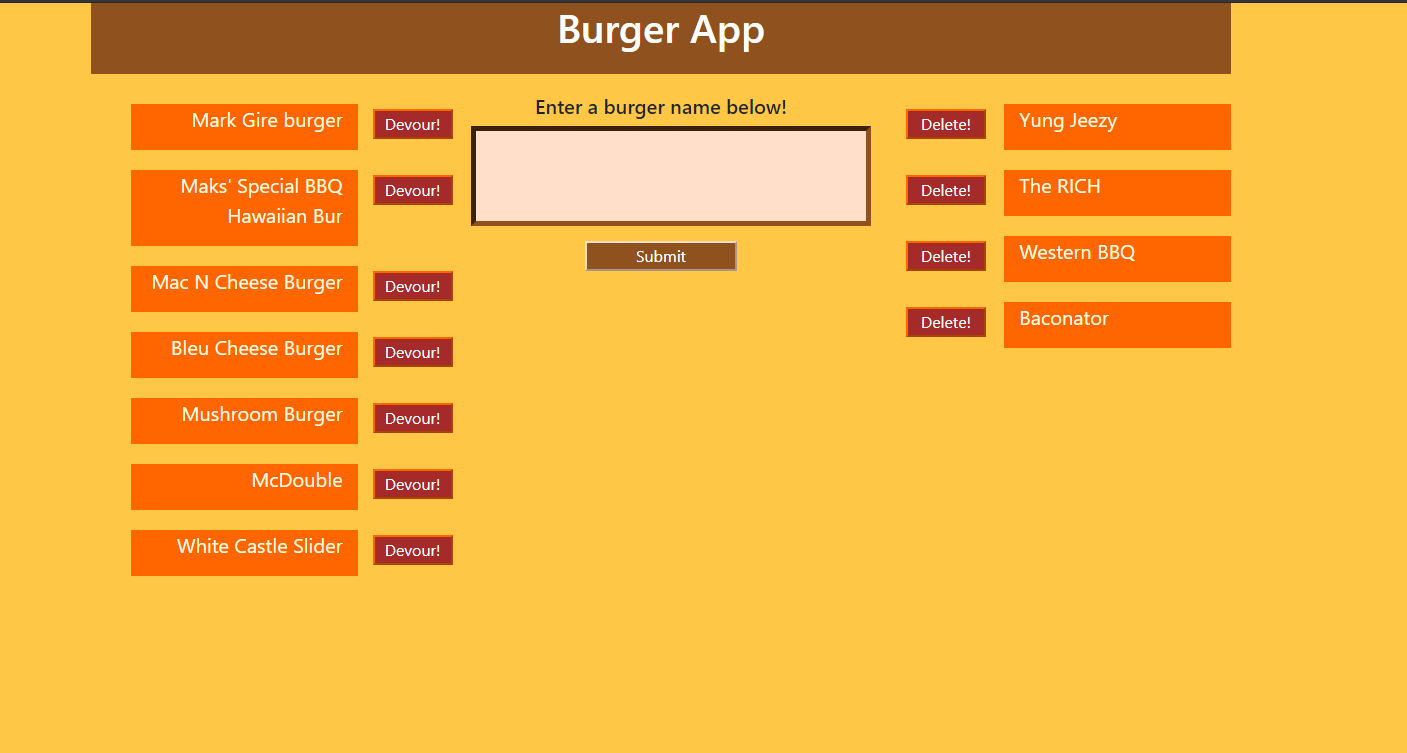 Burger App
Mark Gire burger
Devour!
Maks' Special BBQ
Hawaiian Bur
Devour!
Mac N Cheese Burger
Devour!
Bleu Cheese Burger
Devour!
Mushroom Burger
Devour!
McDouble
Devour!
White Castle Slider
Devour!
Enter a burger name below!
Submit
Delete!
Yung Jeezy
Delete!
The RICH
Delete!
Western BBQ
Delete!
Baconator